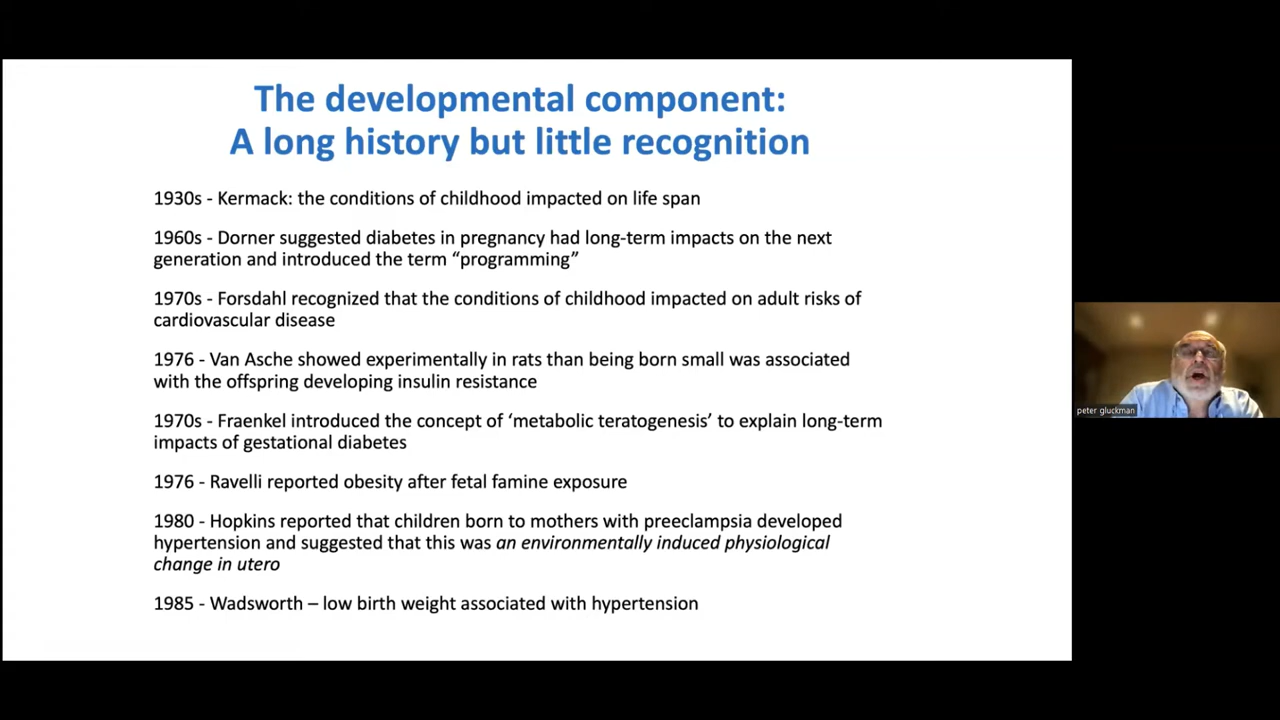 The developmental component:
A long history but little recognition
1930s - Kermack: the conditions of childhood impacted on life span
1960s - Dorner suggested diabetes in pregnancy had long-term impacts on the next
generation and introduced the term “programming”
1970s - Forsdahl recognized that the conditions of childhood impacted on adult risks of
cardiovascular disease
1976 - Van Asche showed experimentally in rats than being born small was associated
with the offspring developing insulin resistance
1970s - Fraenkel introduced the concept of ‘metabolic teratogenesis’ to explain long-term
impacts of gestational diabetes
1976 - Ravelli reported obesity after fetal famine exposure
1980 - Hopkins reported that children born to mothers with preeclampsia developed
hypertension and suggested that this was an environmentally induced physiological
change in utero
1985 - Wadsworth – low birth weight associated with hypertension
peter gluckman